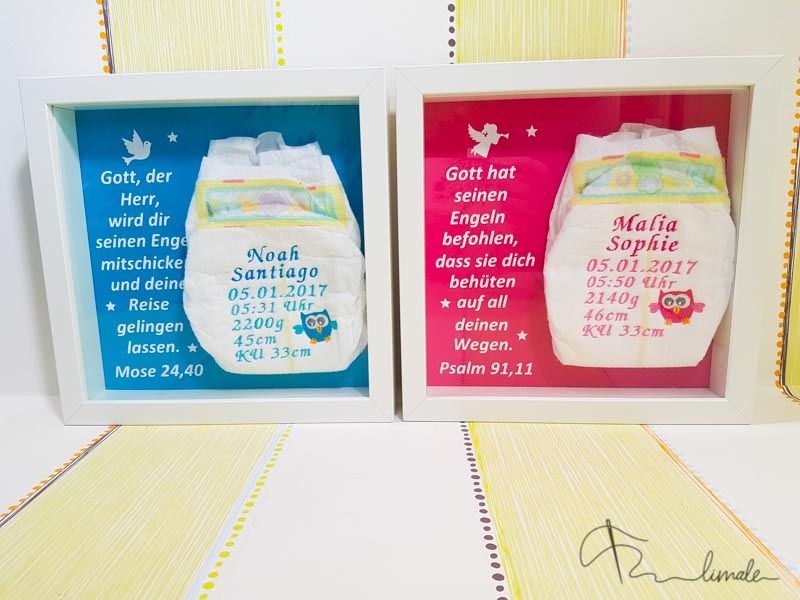 Gott, der
Herr,
wird dir
seinen Enge
mitschicke
und deine
Reise
gelingen
lassen.
Mose 24,40
Noah
Santiago
05.01.2017
05:31 Uhr
2200g
45cm
KU 33cm
Gott hat
seinen
Engeln
befohlen,
dass sie dich
behüten
auf all
deinen
Wegen.
Psalm 91,11
Malia
Sophie
05.01.2017
05:50 Uhr
2140g
46cm
KU 33cm